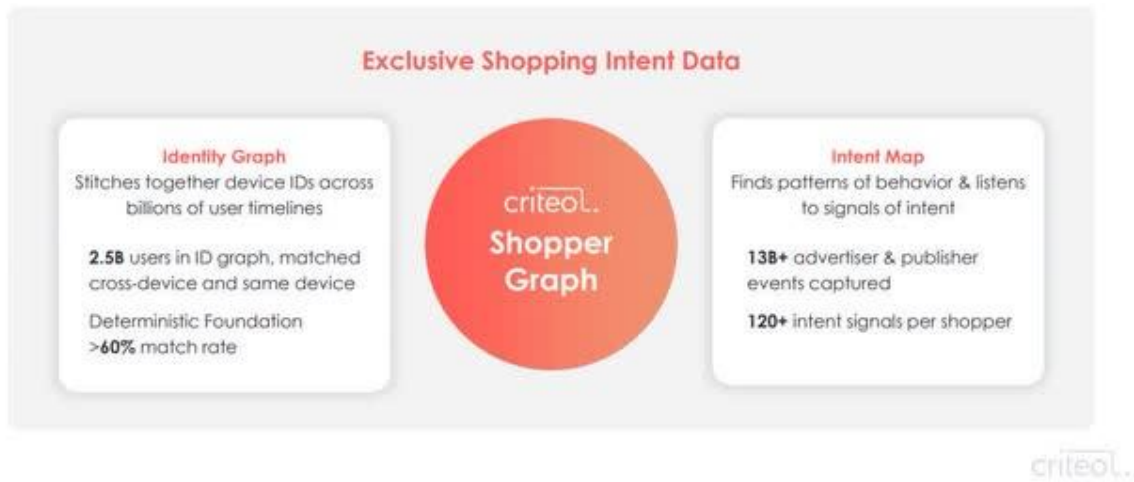 Exclusive Shopping Intent Data
Identity Graph
Stitches together device IDs across
billions of user timelines
2.5B users in ID graph, matched
cross-device and same device
Deterministic Foundation
>60% match rate
criteol.
Shopper
Graph
Intent Map
Finds patterns of behavior & listens
to signals of intent
13B+ advertiser & publisher
events captured
120+ intent signals per shopper
criteol.